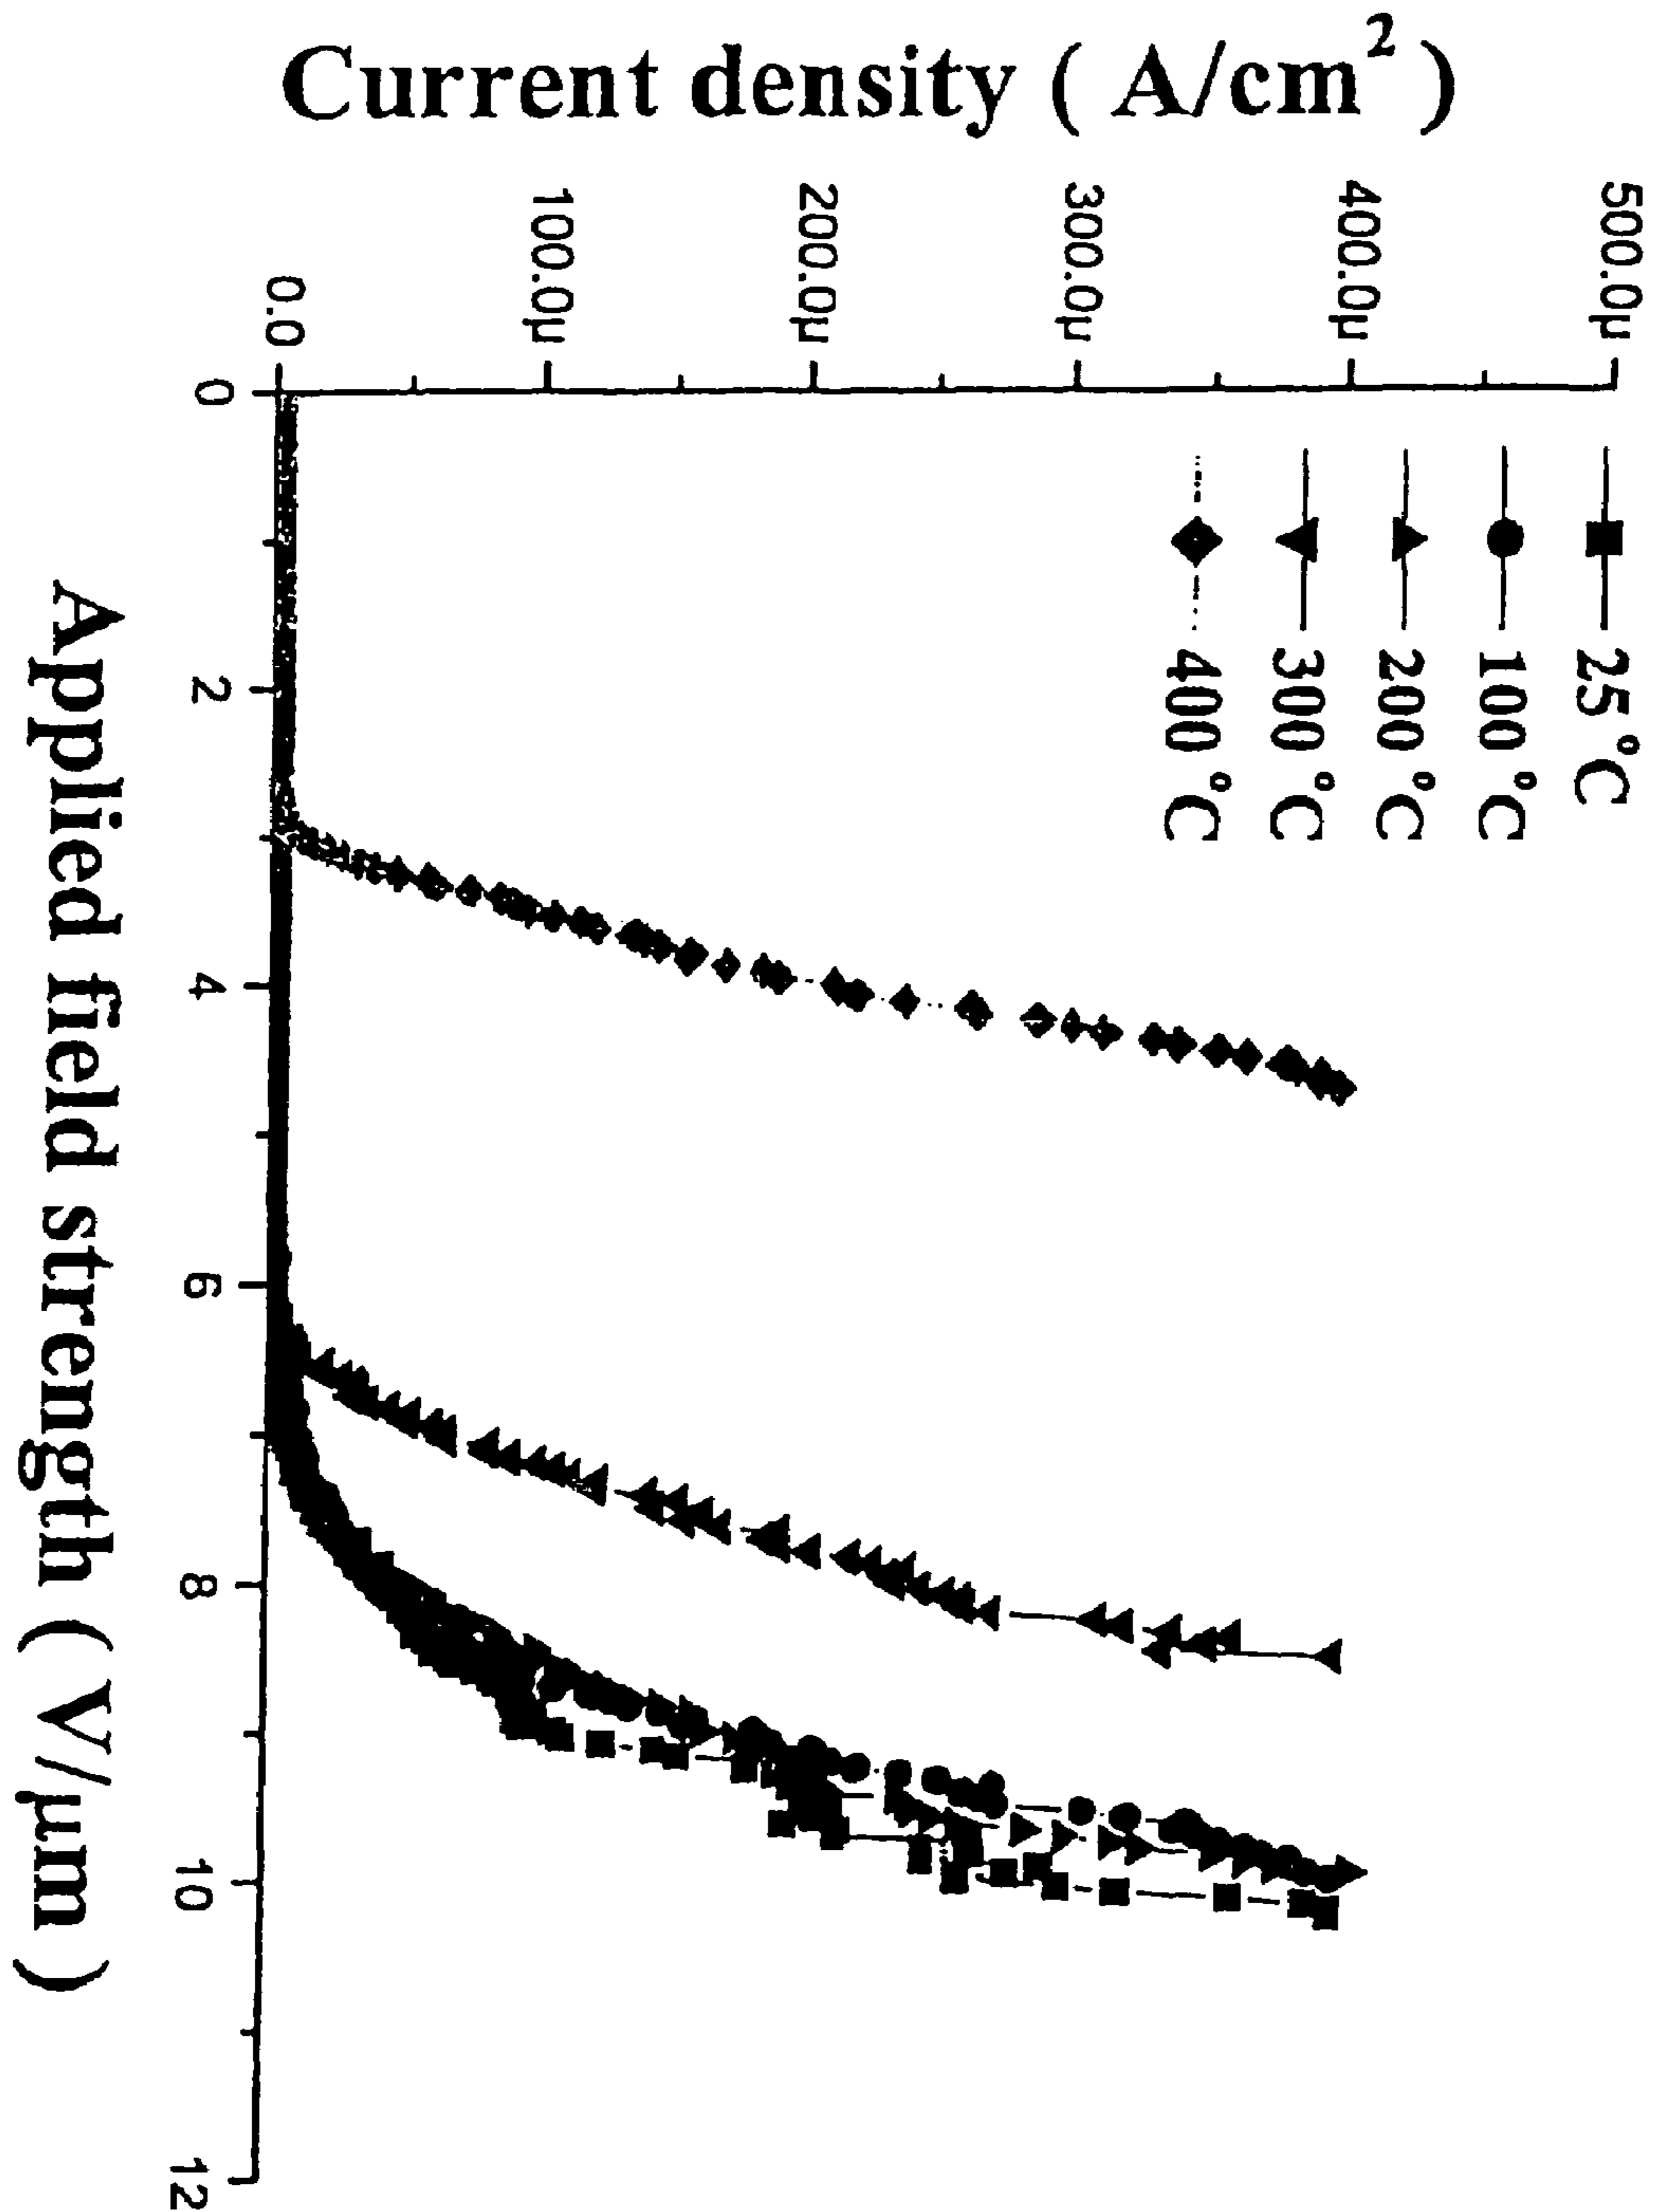 Current density ( A/cm²)
500.0μ
400.0μ
300.0μ
200.0μ
100.0μ
0.0
25 °C
100 °C
200 °C
300 °C
400 °C
0
2
4
6
8
10
12
Applied field strength ( V/μm )